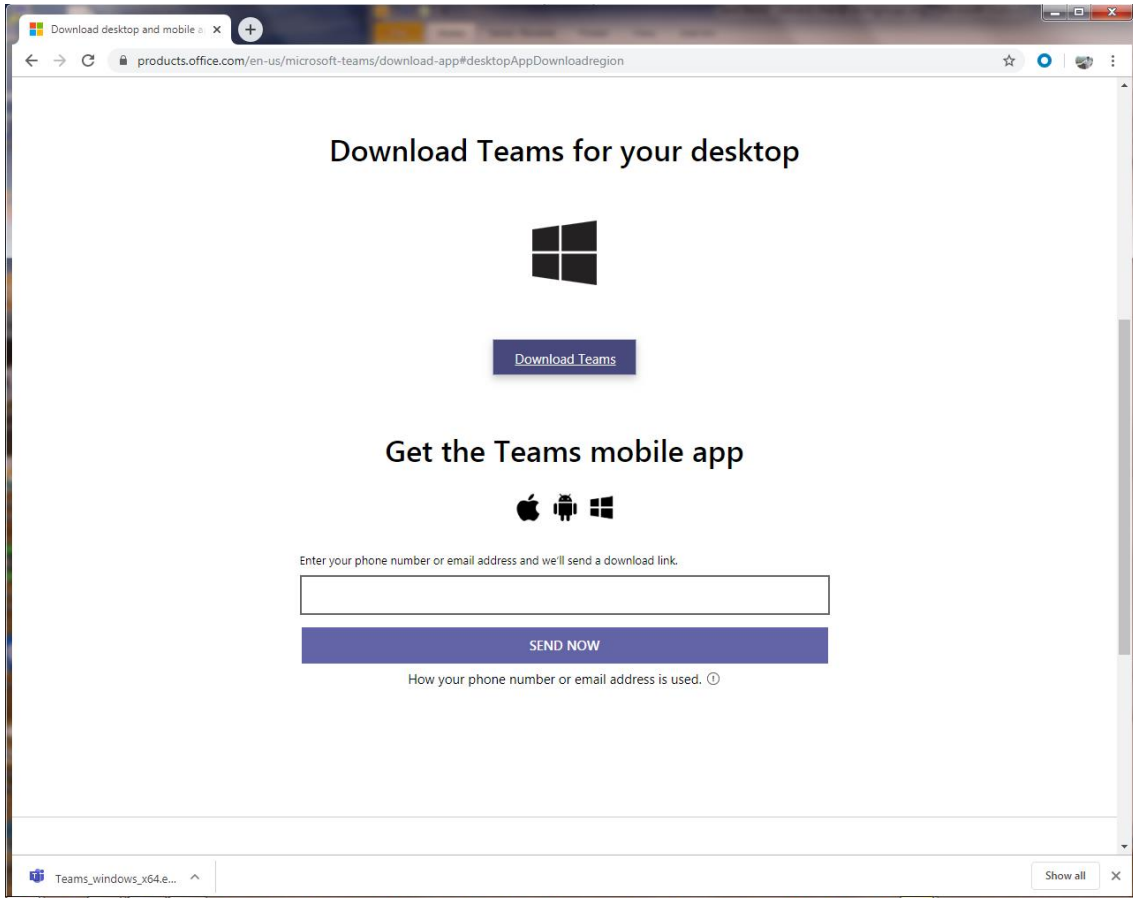 Download desktop and mobile a
products.office.com/en-us/microsoft-teams/download-app#desktopAppDownloadregion
Download Teams for your desktop
Download Teams
Get the Teams mobile app
Enter your phone number or email address and we'll send a download link.
SEND NOW
How your phone number or email address is used.
Teams_windows_x64.e...
Show all